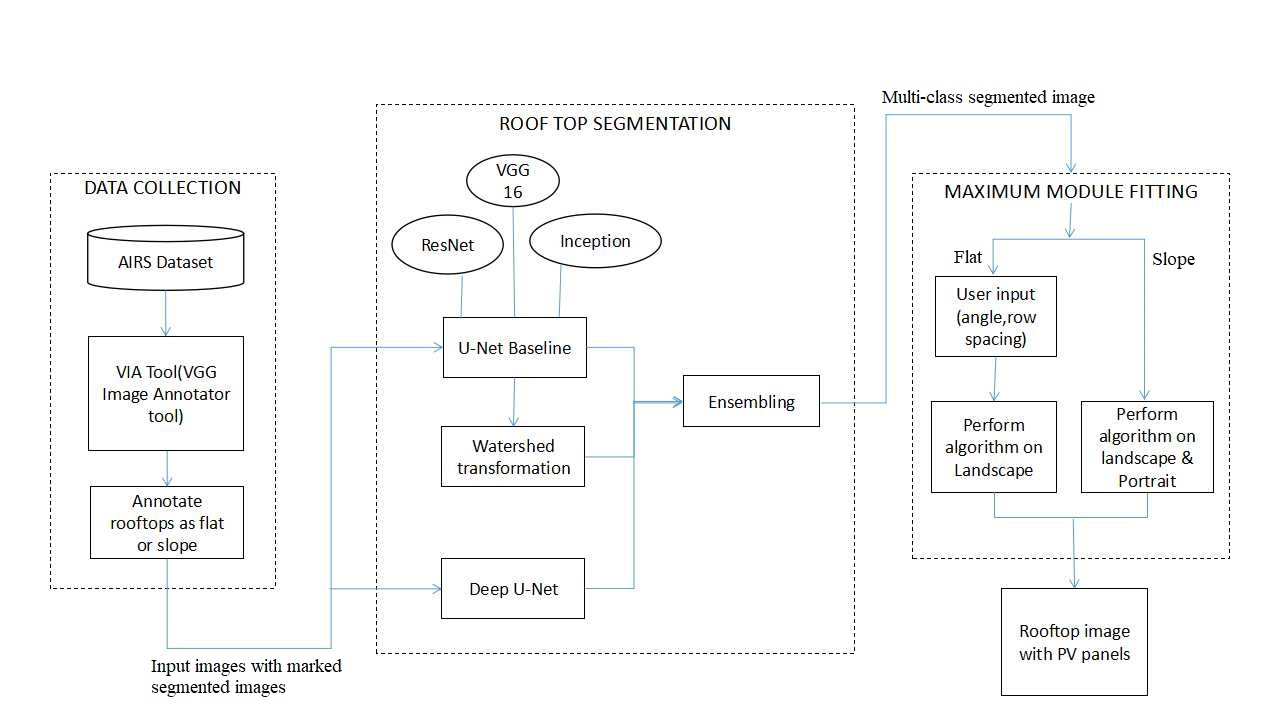 DATA COLLECTION
AIRS Dataset
VIA Tool(VGG
Image Annotator
tool)
Annotate
rooftops as flat
or slope
Input images with marked
segmented images
ROOF TOP SEGMENTATION
VGG
16
ResNet
Inception
U-Net Baseline
Watershed
transformation
Deep U-Net
Ensembling
Multi-class segmented image
MAXIMUM MODULE FITTING
Flat
Slope
User input
(angle,row
spacing)
Perform
algorithm on
Landscape
Perform
algorithm on
landscape &
Portrait
Rooftop image
with PV panels